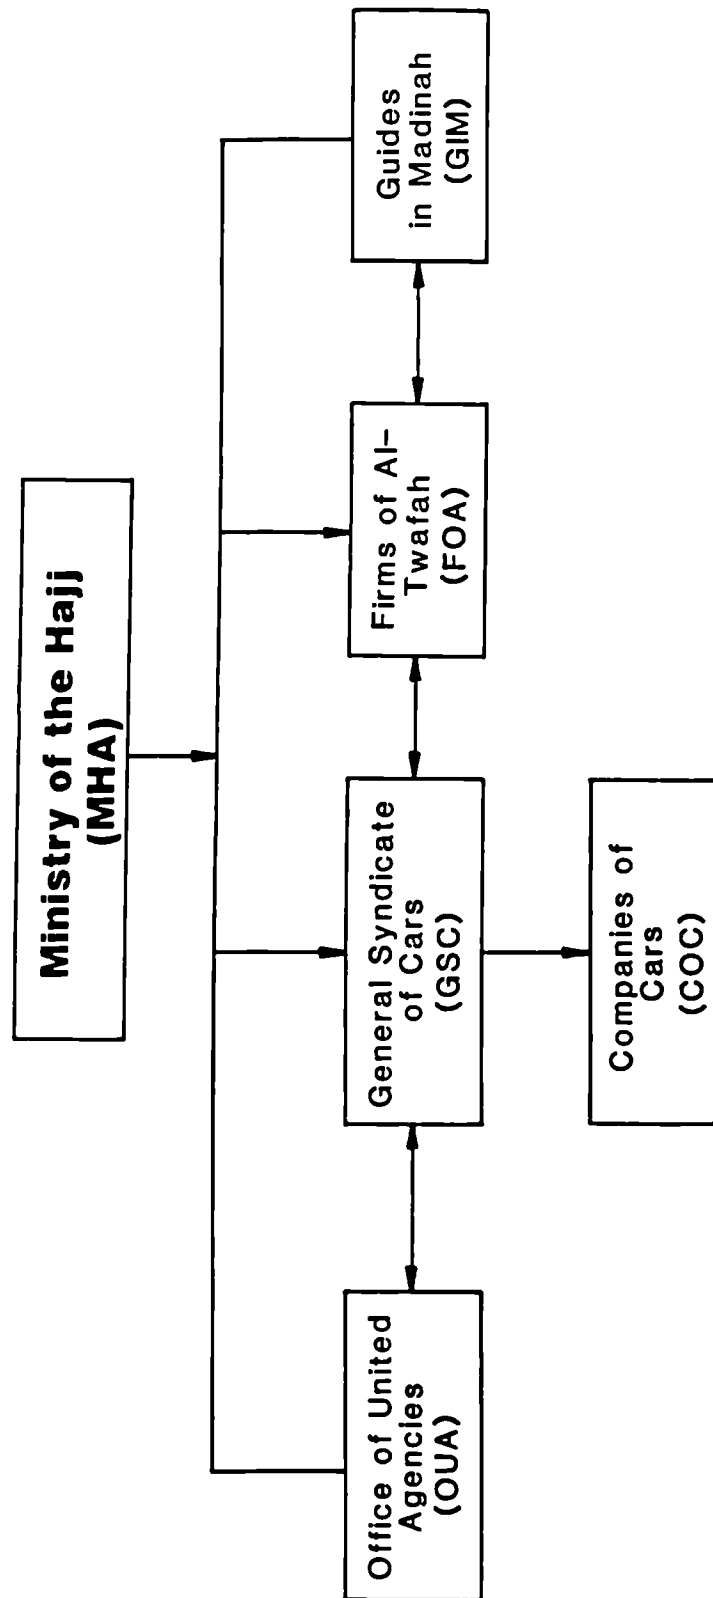 Ministry of the Hajj
(MHA)
Office of United
Agencies
(OUA)
General Syndicate
of Cars
(GSC)
Firms of Al-
Twafah
(FOA)
Guides
in Madinah
(GIM)
Companies of
Cars
(COC)